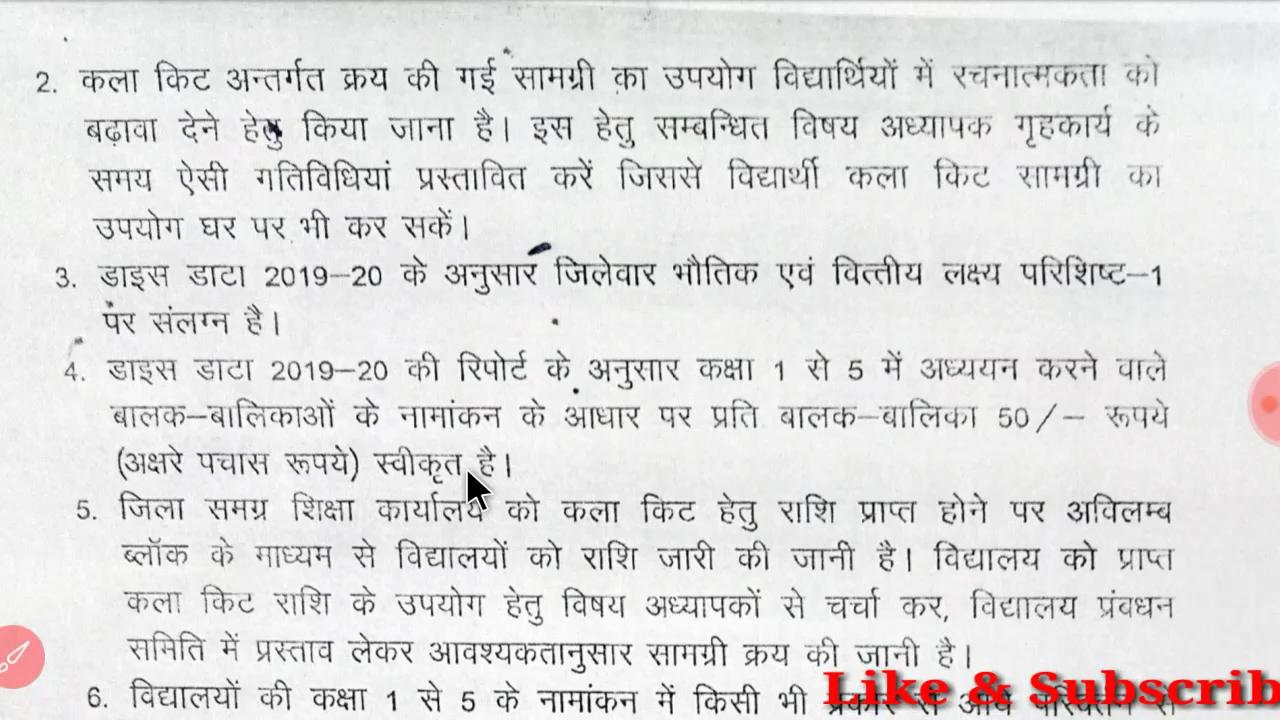 2. कला किट अन्तर्गत क्रय की गई सामग्री का उपयोग विद्यार्थियों में रचनात्मकता को
बढ़ावा देने हेतु किया जाना है। इस हेतु सम्बन्धित विषय अध्यापक गृहकार्य के
समय ऐसी गतिविधियां प्रस्तावित करें जिससे विद्यार्थी कला किट सामग्री का
उपयोग घर पर भी कर सकें।
3. डाइस डाटा 2019–20 के अनुसार जिलेवार भौतिक एवं वित्तीय लक्ष्य परिशिष्ट–1
पर संलग्न है।
4. डाइस डाटा 2019–20 की रिपोर्ट के अनुसार कक्षा 1 से 5 में अध्ययन करने वाले
बालक–बालिकाओं के नामांकन के आधार पर प्रति बालक–बालिका 50/– रूपये
(अक्षरे पचास रूपये) स्वीकृत है।
5. जिला समग्र शिक्षा कार्यालय को कला किट हेतु राशि प्राप्त होने पर अविलम्ब
ब्लॉक के माध्यम से विद्यालयों को राशि जारी की जानी है। विद्यालय को प्राप्त
कला किट राशि के उपयोग हेतु विषय अध्यापकों से चर्चा कर, विद्यालय प्रंवधन
समिति में प्रस्ताव लेकर आवश्यकतानुसार सामग्री क्रय की जानी है।
6. विद्यालयों की कक्षा 1 से 5 के नामांकन में किसी भी
Like & Subscrib